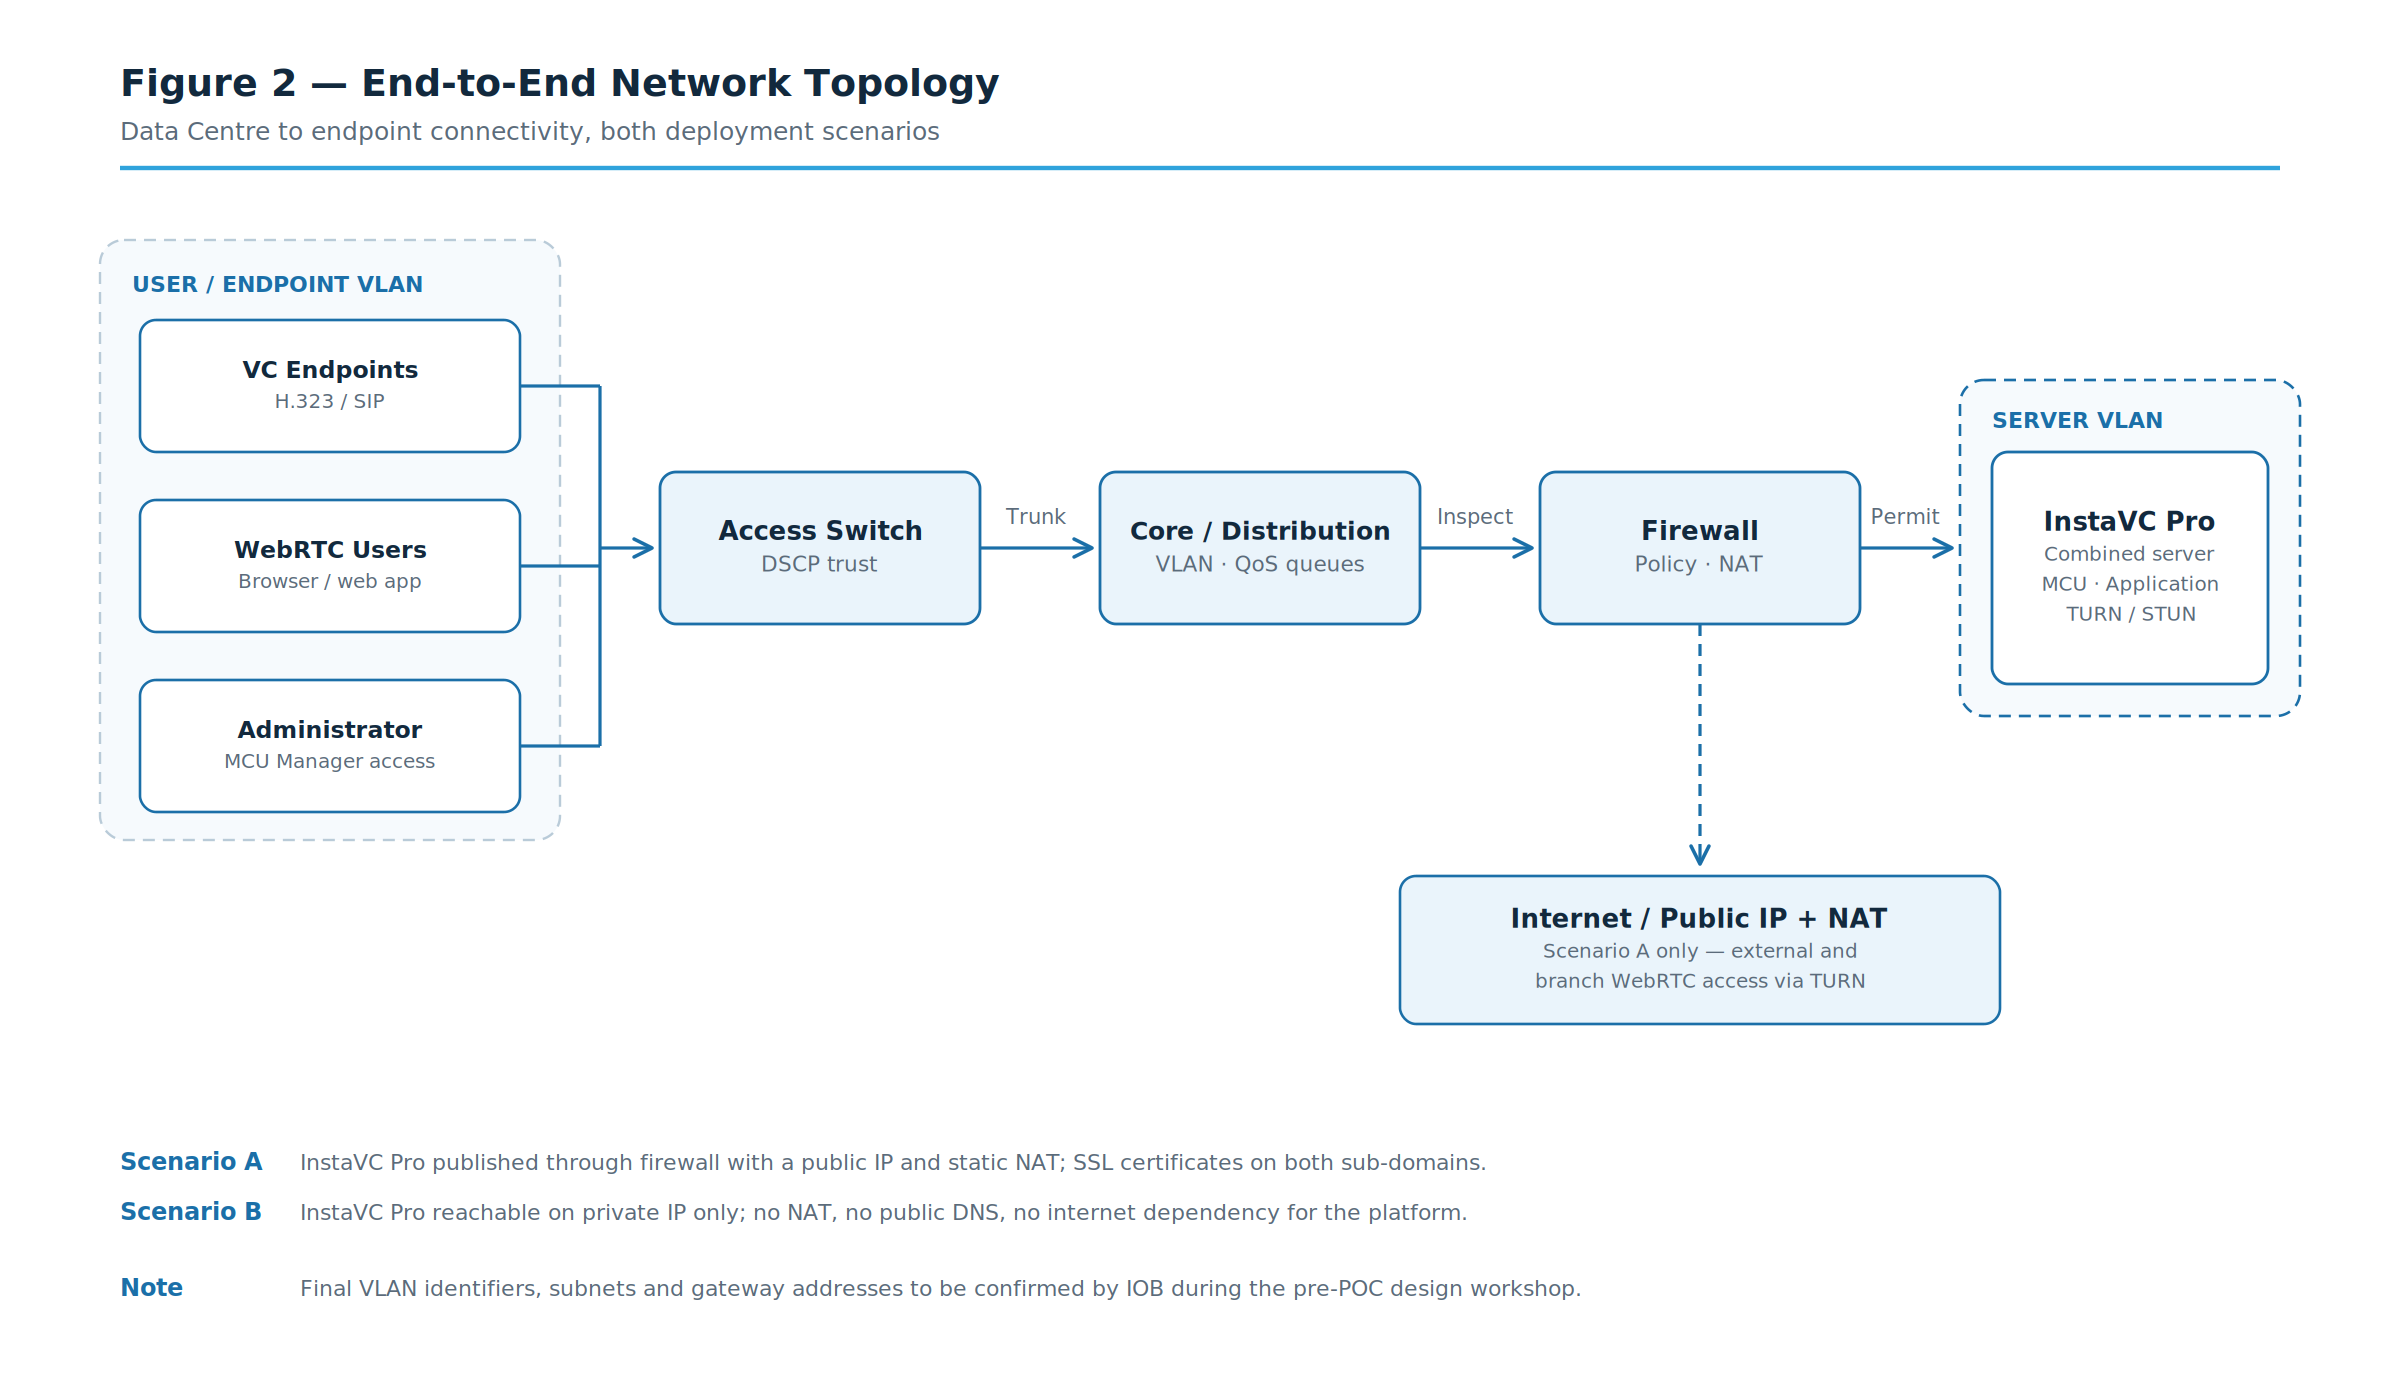 Figure 2 — End-to-End Network Topology
Data Centre to endpoint connectivity, both deployment scenarios
USER / ENDPOINT VLAN
VC Endpoints
H.323 / SIP
WebRTC Users
Browser / web app
Administrator
MCU Manager access
Access Switch
DSCP trust
Trunk
Core / Distribution
VLAN · QoS queues
Inspect
Firewall
Policy · NAT
Permit
SERVER VLAN
InstaVC Pro
Combined server
MCU · Application
TURN / STUN
Internet / Public IP + NAT
Scenario A only — external and
branch WebRTC access via TURN
Scenario A InstaVC Pro published through firewall with a public IP and static NAT; SSL certificates on both sub-domains.
Scenario B InstaVC Pro reachable on private IP only; no NAT, no public DNS, no internet dependency for the platform.
Note Final VLAN identifiers, subnets and gateway addresses to be confirmed by IOB during the pre-POC design workshop.